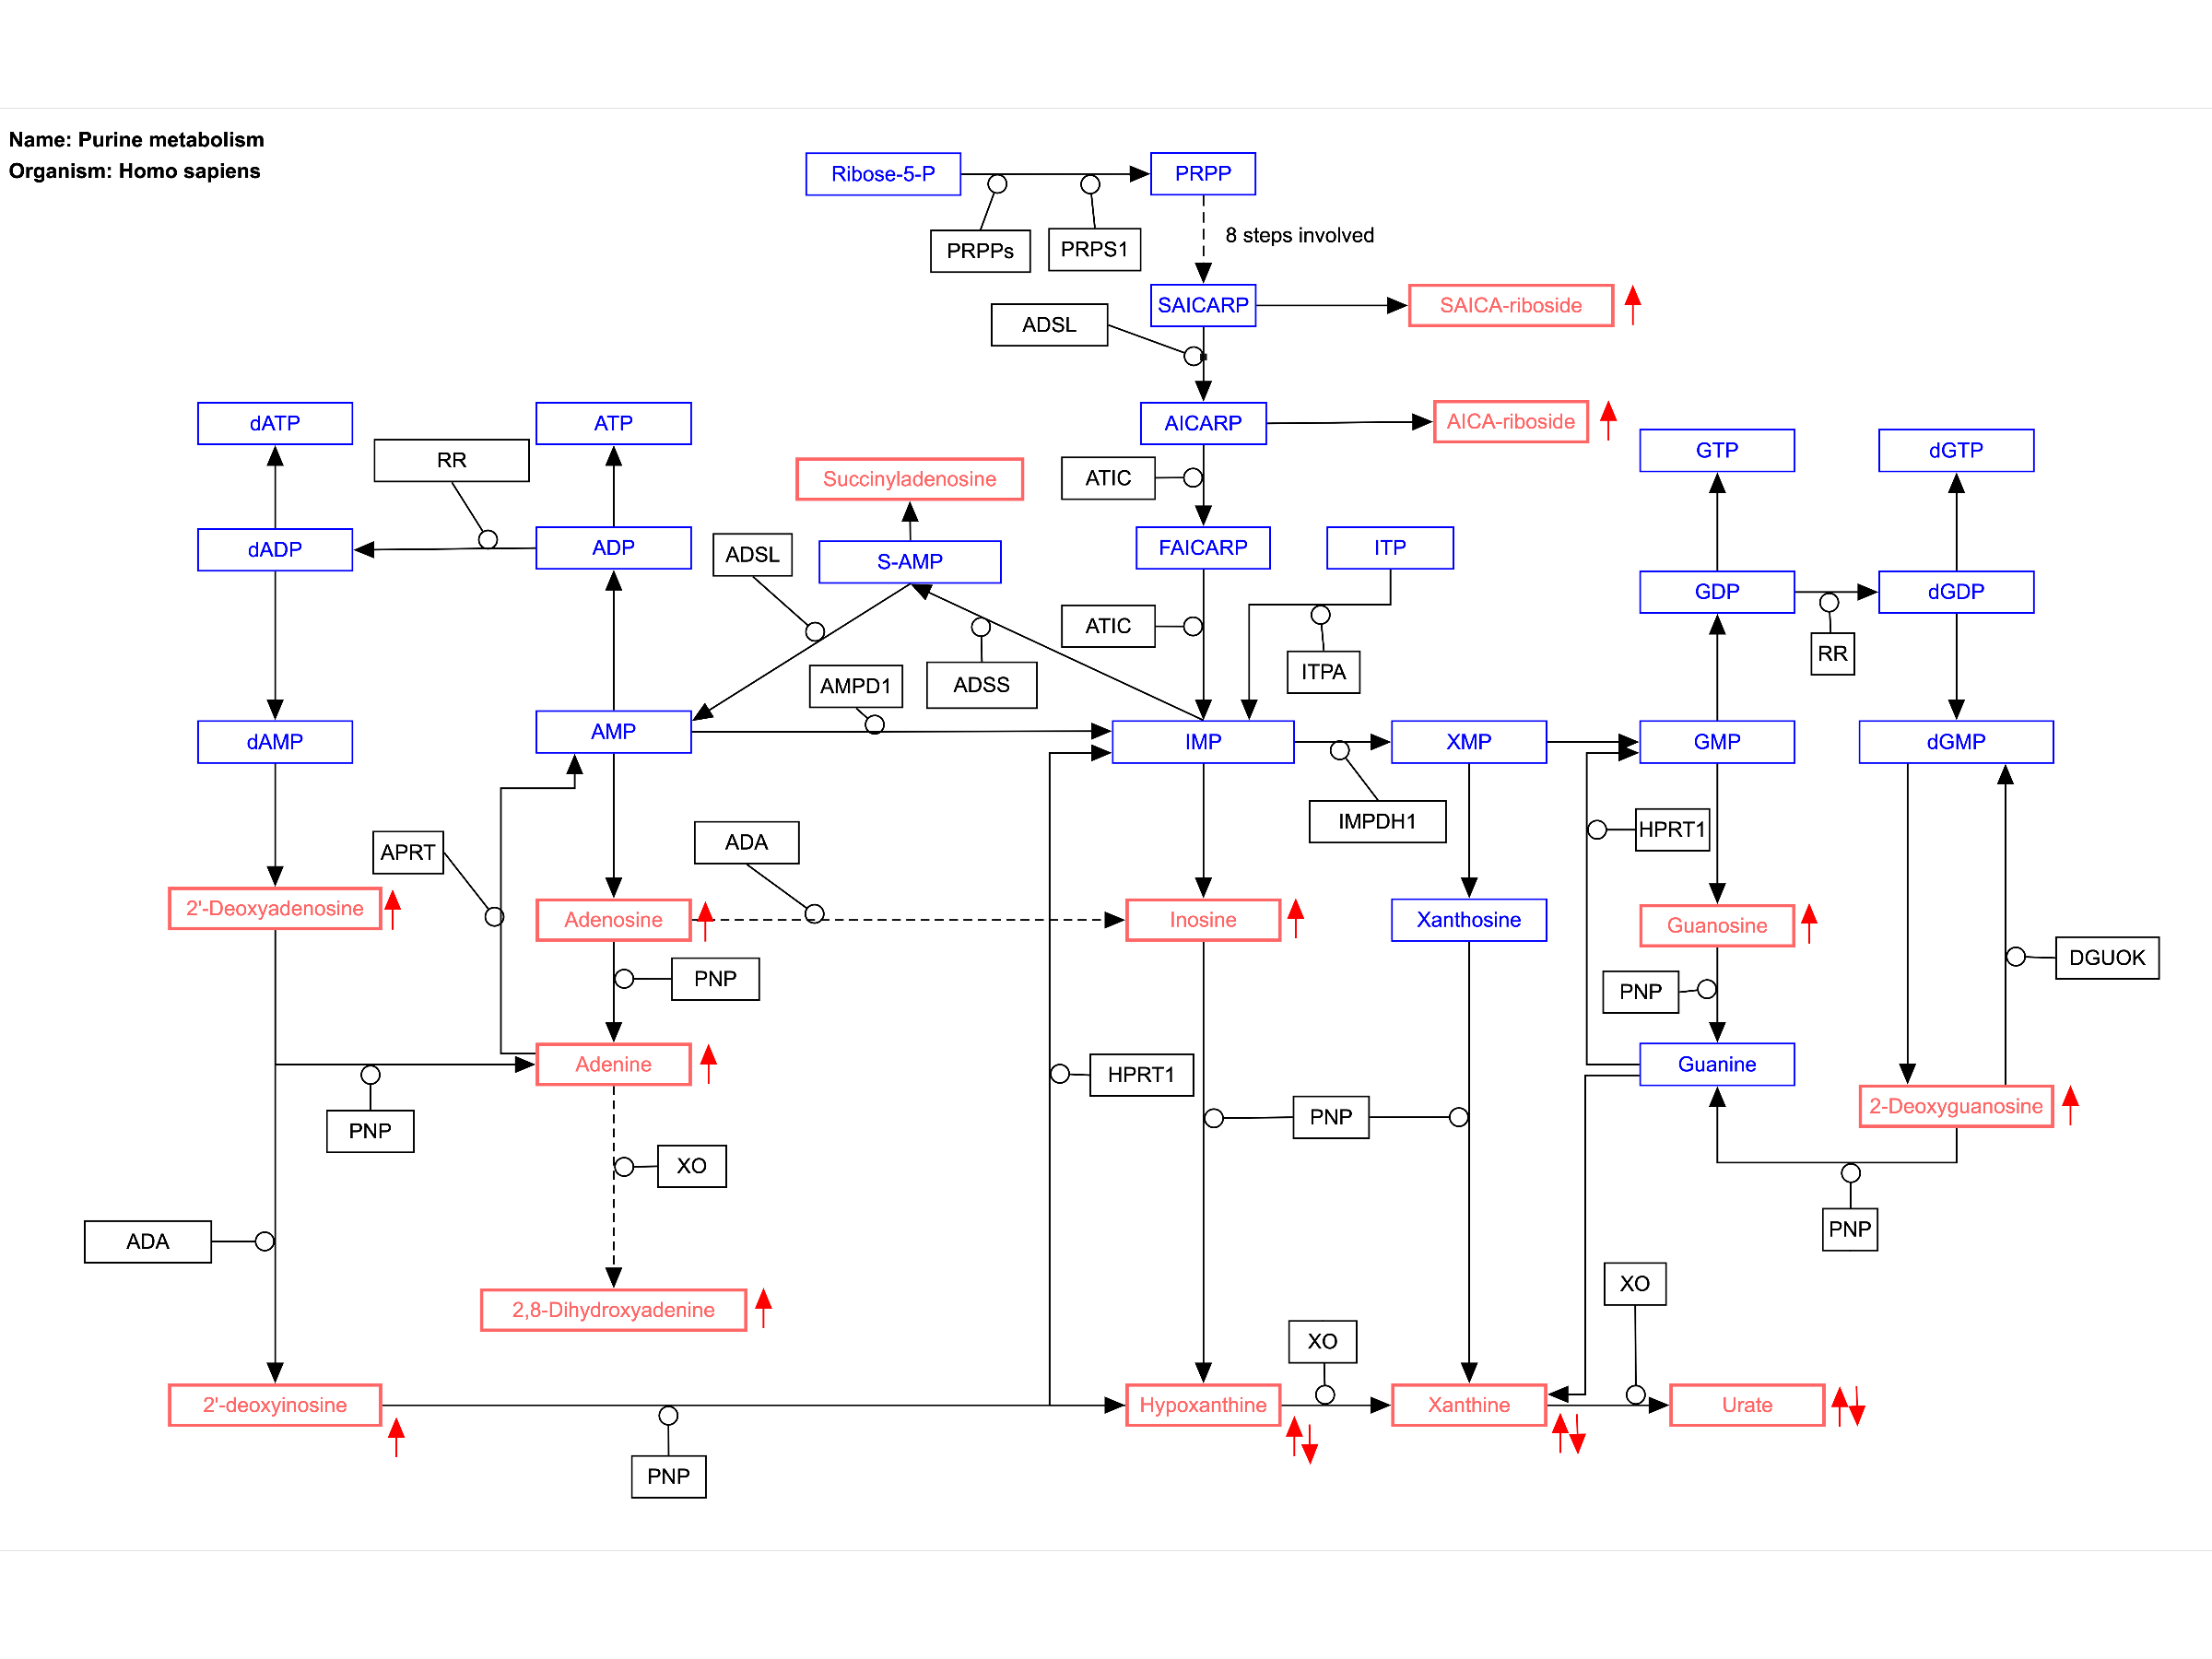 Name: Purine metabolism
Organism: Homo sapiens
Ribose-5-P
PRPP
PRPPs
PRPS1
8 steps involved
SAICARP
SAICA-riboside
ADSL
dATP
ATP
AICARP
AICA-riboside
RR
Succinyladenosine
ATIC
GTP
dGTP
dADP
ADP
ADSL
S-AMP
FAICARP
ITP
GDP
dGDP
ATIC
RR
AMPD1
ADSS
ITPA
dAMP
AMP
IMP
XMP
GMP
dGMP
IMPDH1
HPRT1
APRT
ADA
2'-Deoxyadenosine
Adenosine
Inosine
Xanthosine
Guanosine
DGUOK
PNP
PNP
Adenine
HPRT1
Guanine
2-Deoxyguanosine
PNP
PNP
XO
PNP
ADA
XO
2,8-Dihydroxyadenine
XO
2'-deoxyinosine
Hypoxanthine
Xanthine
Urate
PNP